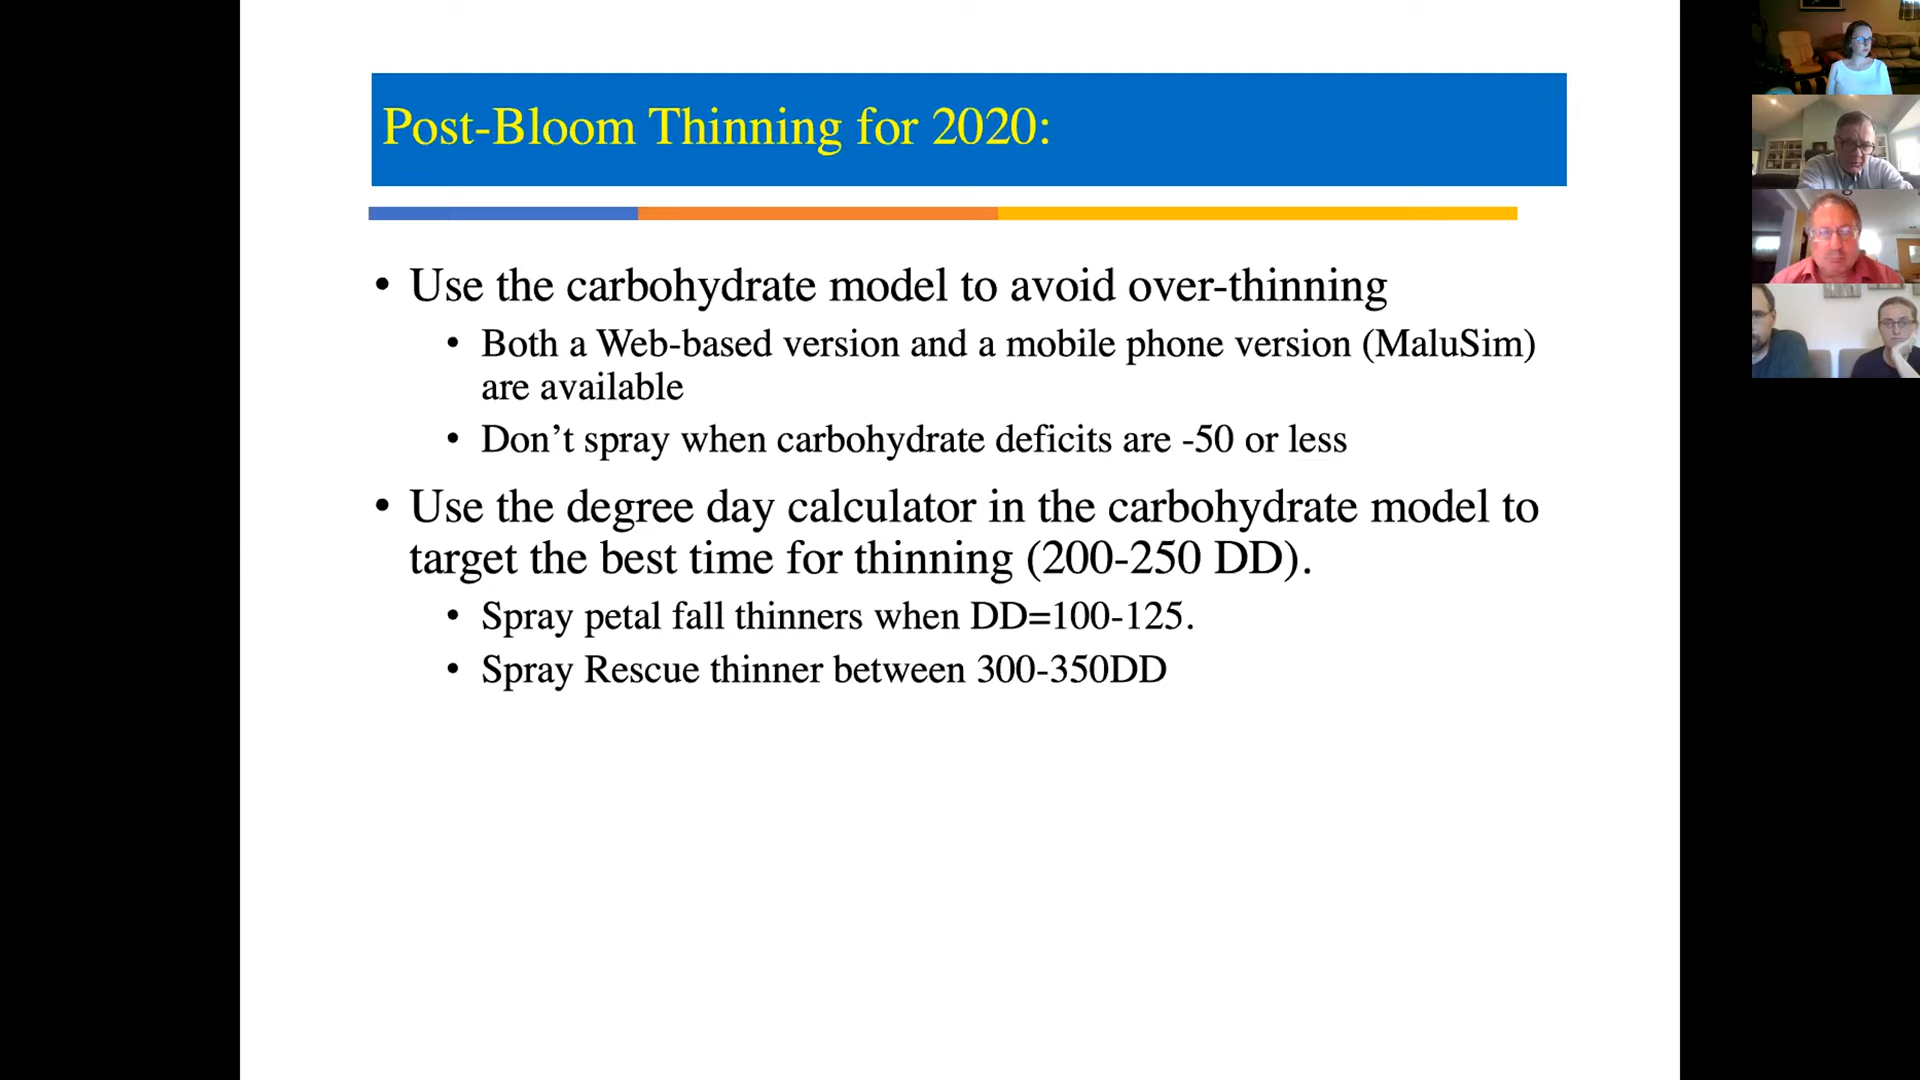 Post-Bloom Thinning for 2020:
• Use the carbohydrate model to avoid over-thinning
• Both a Web-based version and a mobile phone version (MaluSim)
are available
• Don’t spray when carbohydrate deficits are -50 or less
• Use the degree day calculator in the carbohydrate model to
target the best time for thinning (200-250 DD).
• Spray petal fall thinners when DD=100-125.
• Spray Rescue thinner between 300-350DD